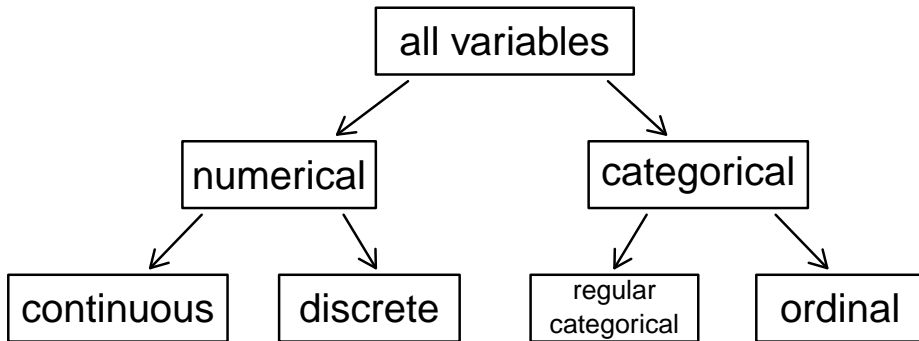 all variables
numerical
categorical
continuous
discrete
regular
categorical
ordinal